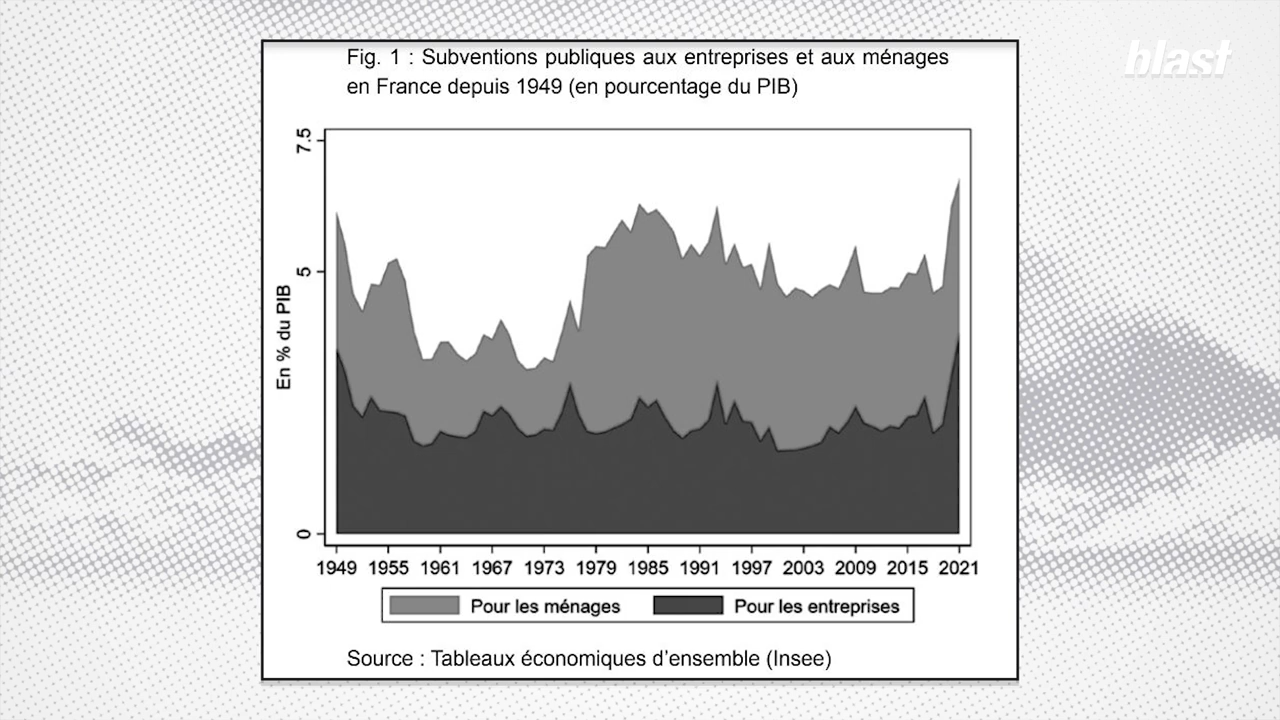 blast
Fig. 1 : Subventions publiques aux entreprises et aux ménages
en France depuis 1949 (en pourcentage du PIB)
7.5
5
0
En % du PIB
1949 1955 1961 1967 1973 1979 1985 1991 1997 2003 2009 2015 2021
Pour les ménages Pour les entreprises
Source : Tableaux économiques d’ensemble (Insee)